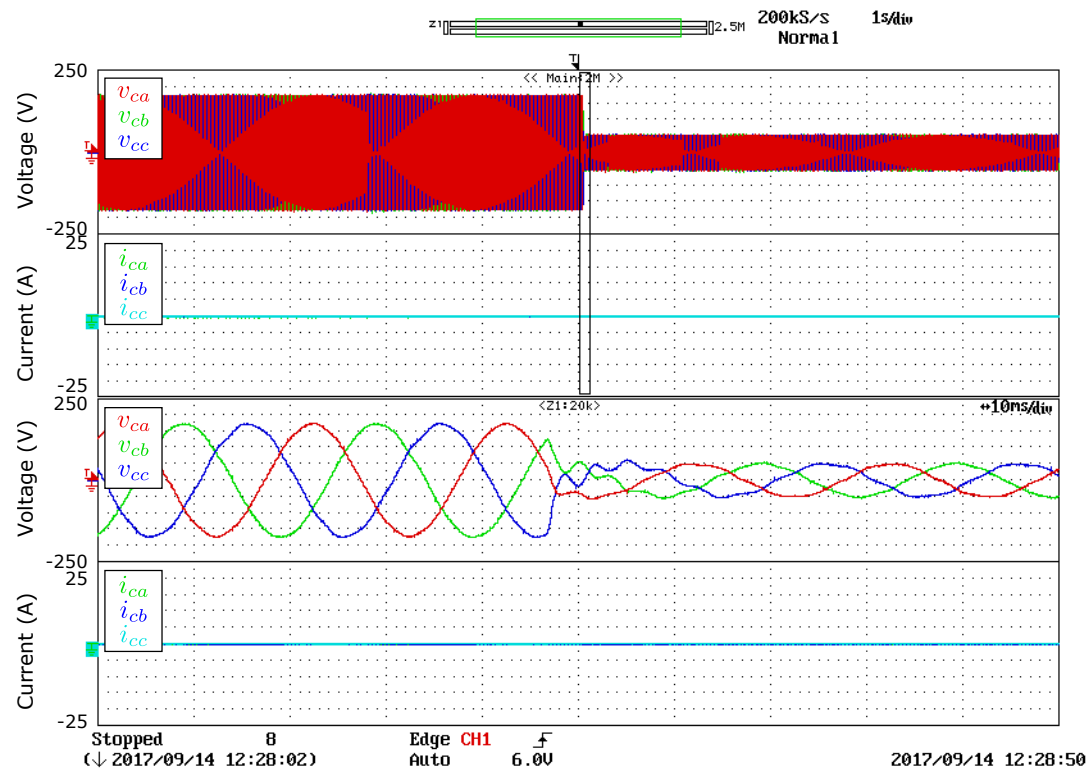 Z1 2.5M 200kS/s 1s/div
Normal
T
<< Main:2M >>
250
Voltage (V)
-250
v_ca
v_cb
v_cc
T
25
Current (A)
-25
i_ca
i_cb
i_cc
<Z1:20k>
10ms/div
250
Voltage (V)
-250
v_ca
v_cb
v_cc
T
25
Current (A)
-25
i_ca
i_cb
i_cc
Stopped 8 Edge CH1
(↓ 2017/09/14 12:28:02) Auto 6.0V 2017/09/14 12:28:50